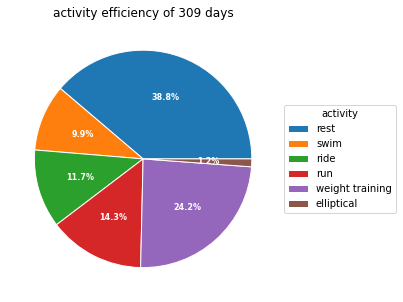 activity efficiency of 309 days
38.8%
9.9%
11.7%
14.3%
24.2%
1.2%
activity
rest
swim
ride
run
weight training
elliptical